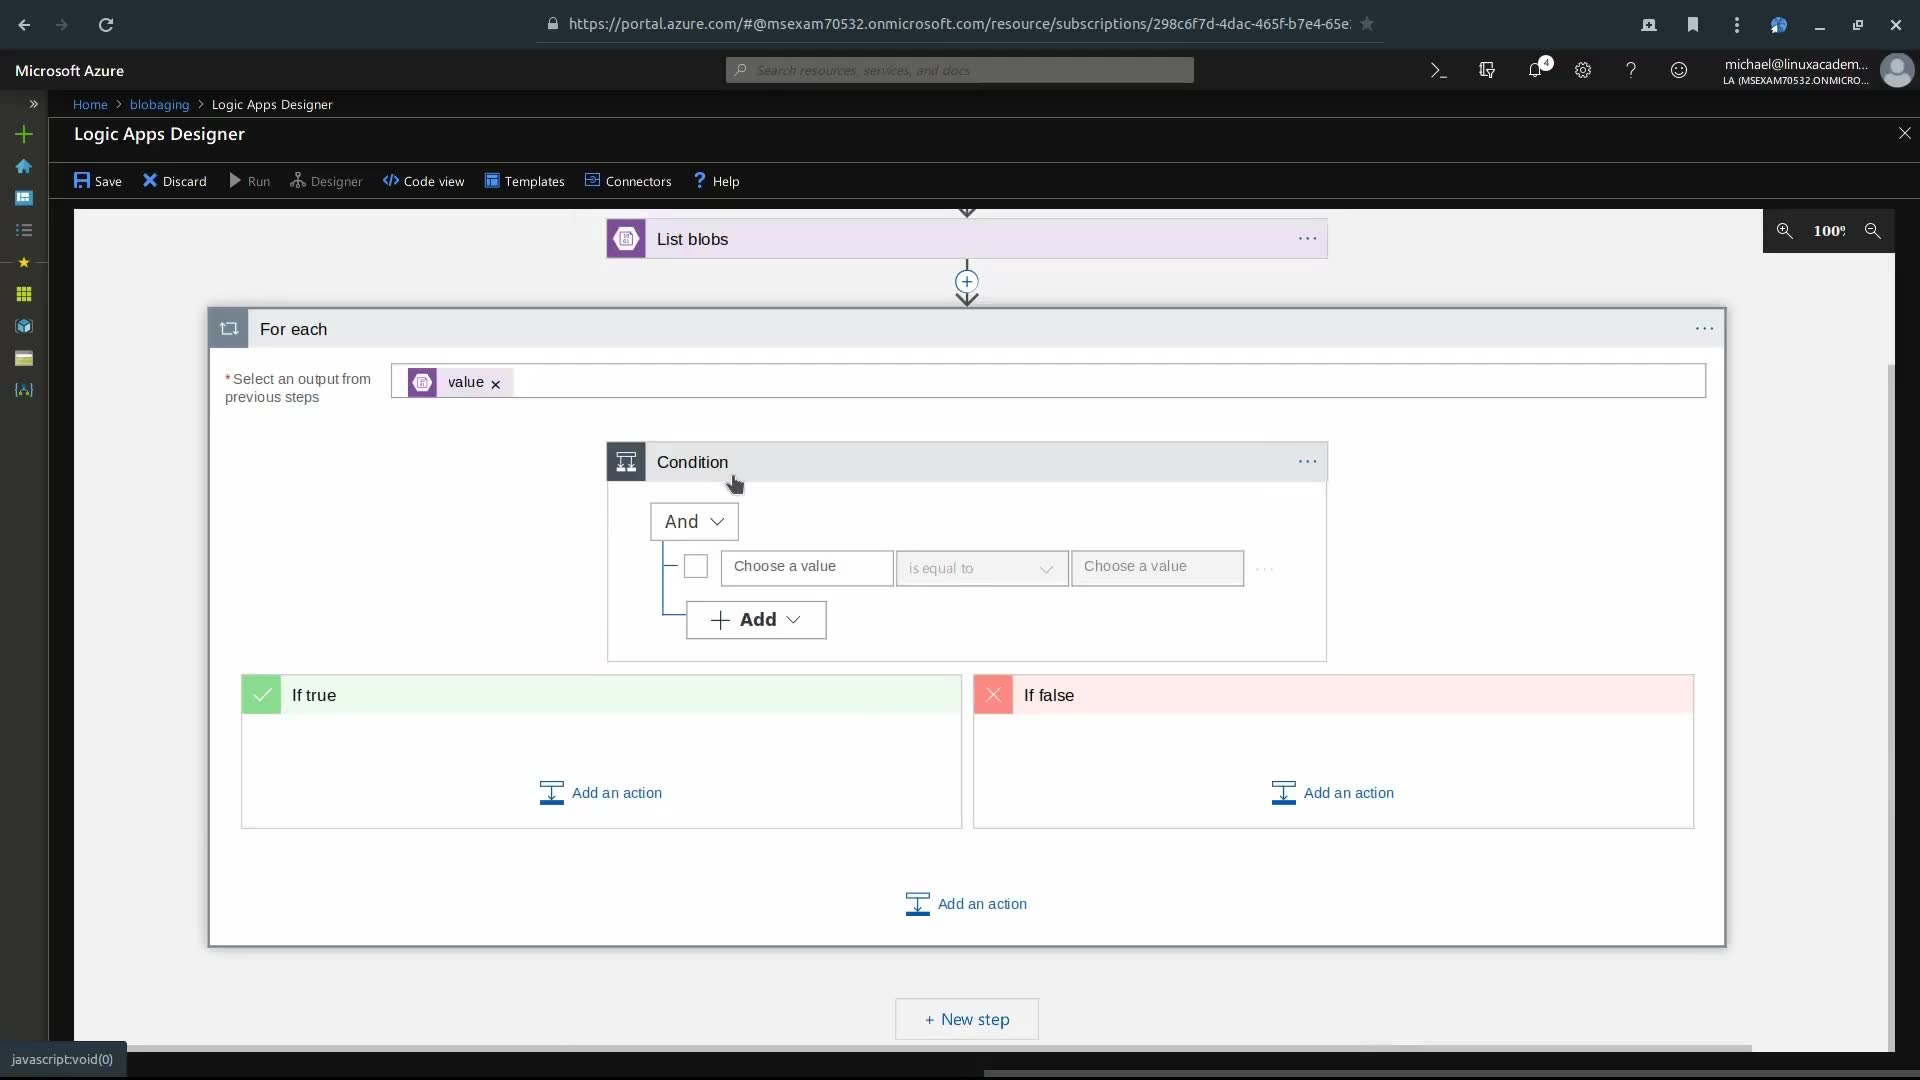 https://portal.azure.com/#@msexam70532.onmicrosoft.com/resource/subscriptions/298c6f7d-4dac-465f-b7e4-65e
Microsoft Azure
Search resources, services, and docs
4
michael@linuxacadem...
LA (MSEXAM70532.ONMICRO...
Home > blobaging > Logic Apps Designer
Logic Apps Designer
Save Discard Run Designer Code view Templates Connectors Help
List blobs
100%
For each
* Select an output from
previous steps
value
Condition
And
Choose a value is equal to Choose a value
+ Add
If true If false
Add an action Add an action
Add an action
+ New step
javascript:void(0)